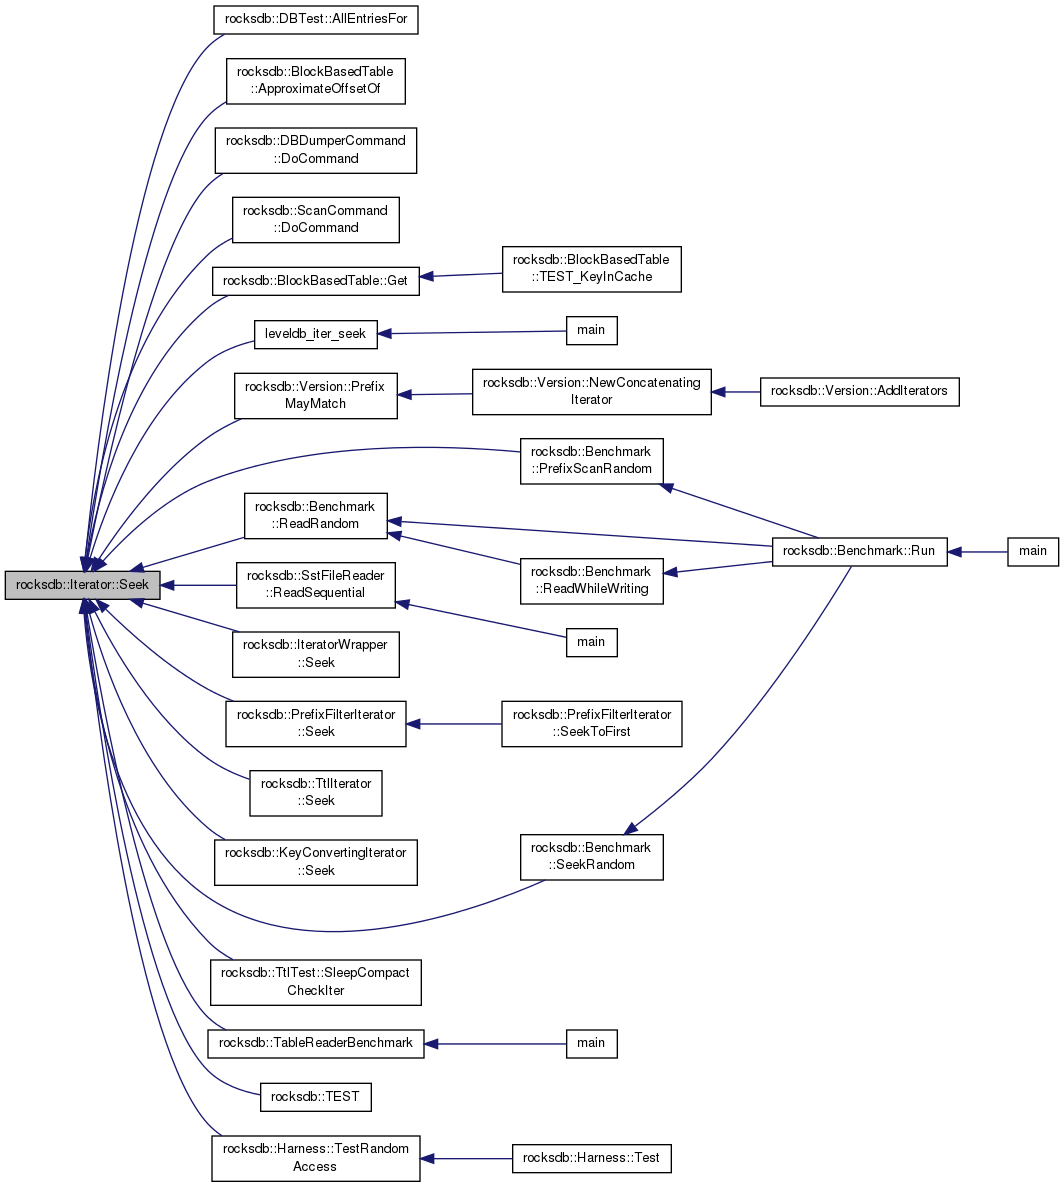 rocksdb::DBTest::AllEntriesFor
rocksdb::BlockBasedTable
::ApproximateOffsetOf
rocksdb::DBDumperCommand
::DoCommand
rocksdb::ScanCommand
::DoCommand
rocksdb::BlockBasedTable::Get
rocksdb::BlockBasedTable
::TEST_KeyInCache
leveldb_iter_seek
main
rocksdb::Version::Prefix
MayMatch
rocksdb::Version::NewConcatenating
Iterator
rocksdb::Version::AddIterators
rocksdb::Benchmark
::PrefixScanRandom
rocksdb::Benchmark
::ReadRandom
rocksdb::Benchmark::Run
main
rocksdb::Iterator::Seek
rocksdb::SstFileReader
::ReadSequential
rocksdb::Benchmark
::ReadWhileWriting
main
rocksdb::IteratorWrapper
::Seek
rocksdb::PrefixFilterIterator
::Seek
rocksdb::PrefixFilterIterator
::SeekToFirst
rocksdb::TtlIterator
::Seek
rocksdb::KeyConvertingIterator
::Seek
rocksdb::Benchmark
::SeekRandom
rocksdb::TtlTest::SleepCompact
CheckIter
rocksdb::TableReaderBenchmark
main
rocksdb::TEST
rocksdb::Harness::TestRandom
Access
rocksdb::Harness::Test